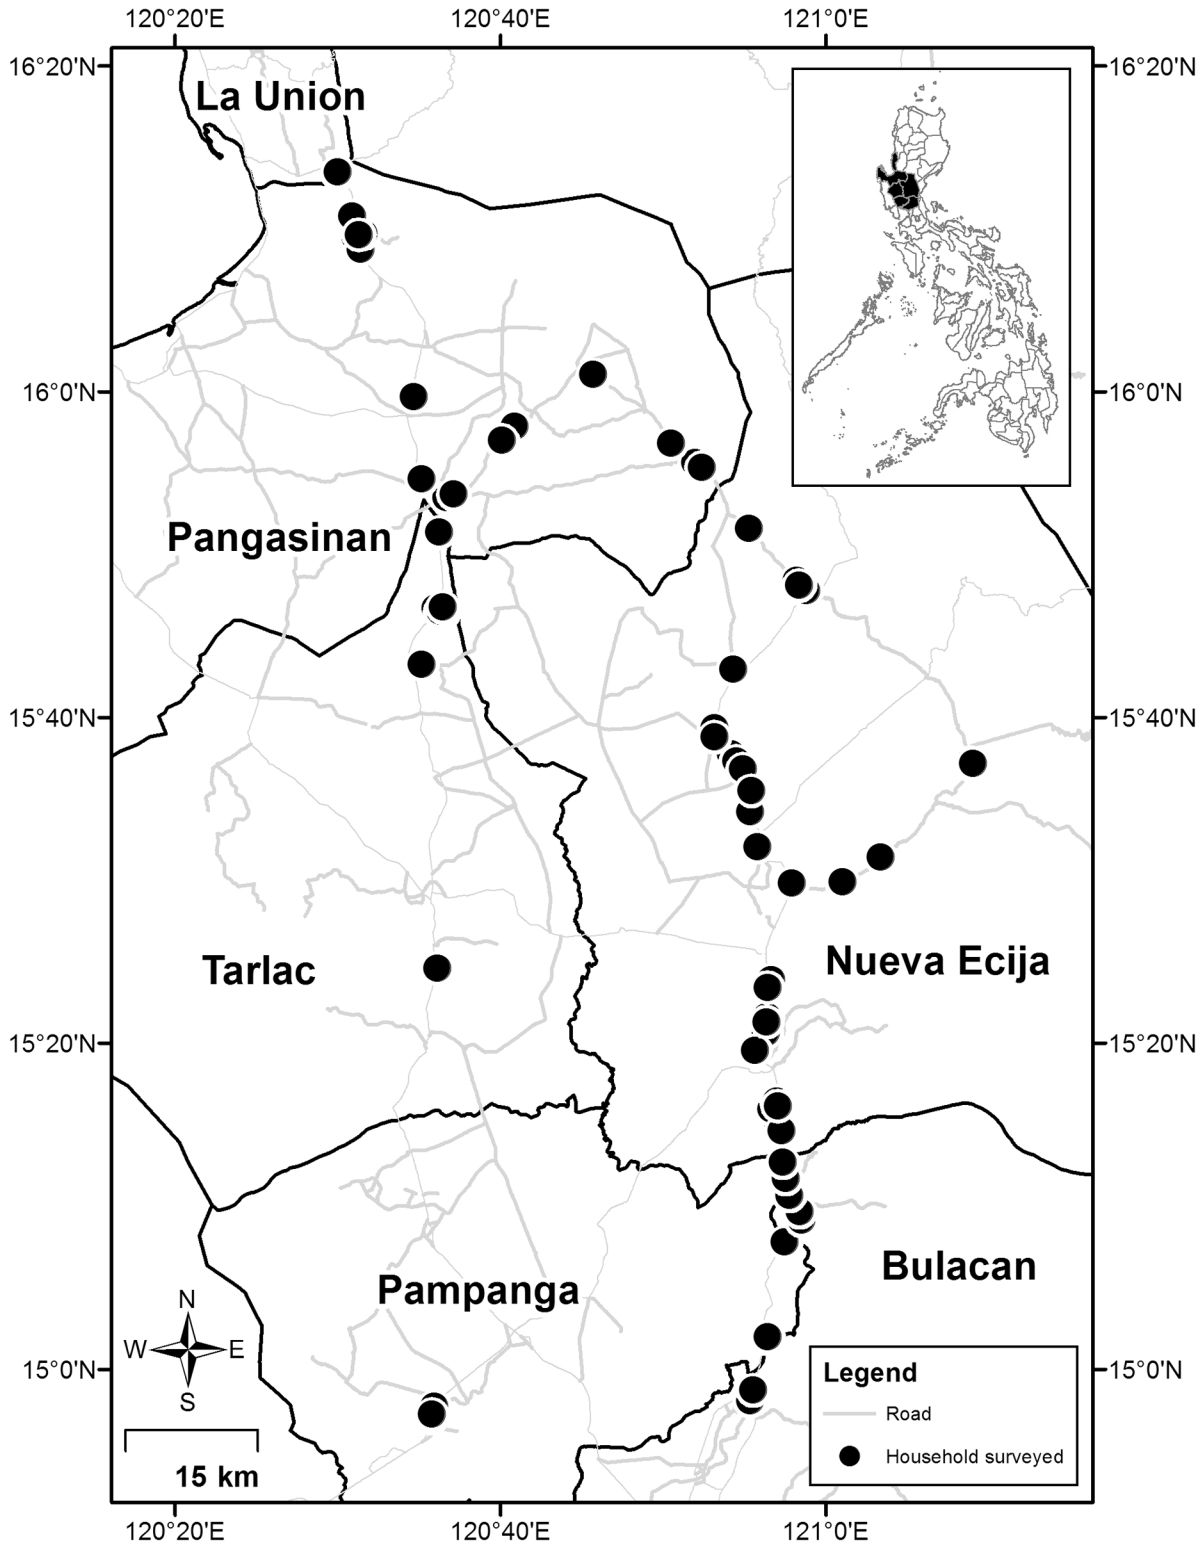 120°20'E 120°40'E 121°0'E
16°20'N 16°20'N
La Union
16°0'N 16°0'N
Pangasinan
15°40'N 15°40'N
Nueva Ecija
Tarlac
15°20'N 15°20'N
Bulacan
Pampanga
N
W E
S
15°0'N 15°0'N
Legend
Road
Household surveyed
15 km
120°20'E 120°40'E 121°0'E